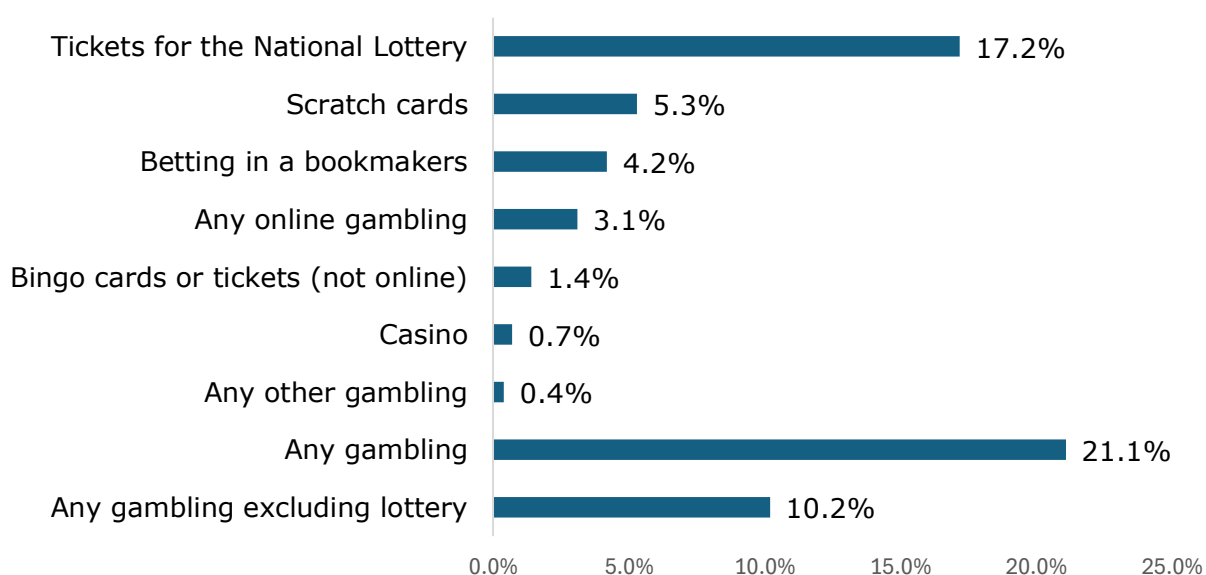 Tickets for the National Lottery 17.2%
Scratch cards 5.3%
Betting in a bookmakers 4.2%
Any online gambling 3.1%
Bingo cards or tickets (not online) 1.4%
Casino 0.7%
Any other gambling 0.4%
Any gambling 21.1%
Any gambling excluding lottery 10.2%
0.0% 5.0% 10.0% 15.0% 20.0% 25.0%